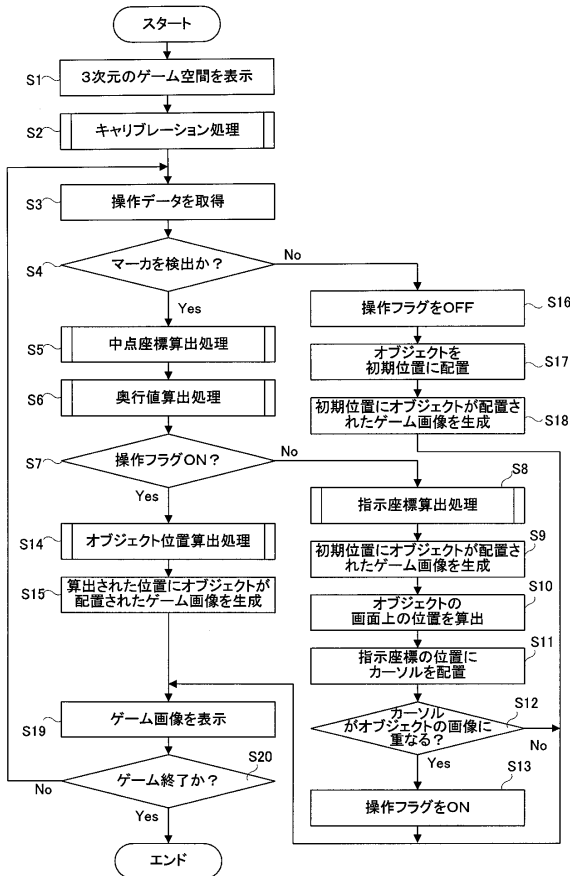 スタート
S1
3次元のゲーム空間を表示
S2
キャリブレーション処理
S3
操作データを取得
S4
マーカを検出か?
No
Yes
S5
中点座標算出処理
S6
奥行値算出処理
S7
操作フラグON?
No
Yes
S14
オブジェクト位置算出処理
S15
算出された位置にオブジェクトが
配置されたゲーム画像を生成
S16
操作フラグをOFF
S17
オブジェクトを
初期位置に配置
S18
初期位置にオブジェクトが配置さ
れたゲーム画像を生成
S8
指示座標算出処理
S9
初期位置にオブジェクトが配置さ
れたゲーム画像を生成
S10
オブジェクトの
画面上の位置を算出
S11
指示座標の位置に
カーソルを配置
S12
カーソル
がオブジェクトの画像に
重なる?
No
Yes
S13
操作フラグをON
S19
ゲーム画像を表示
S20
ゲーム終了か?
No
Yes
エンド